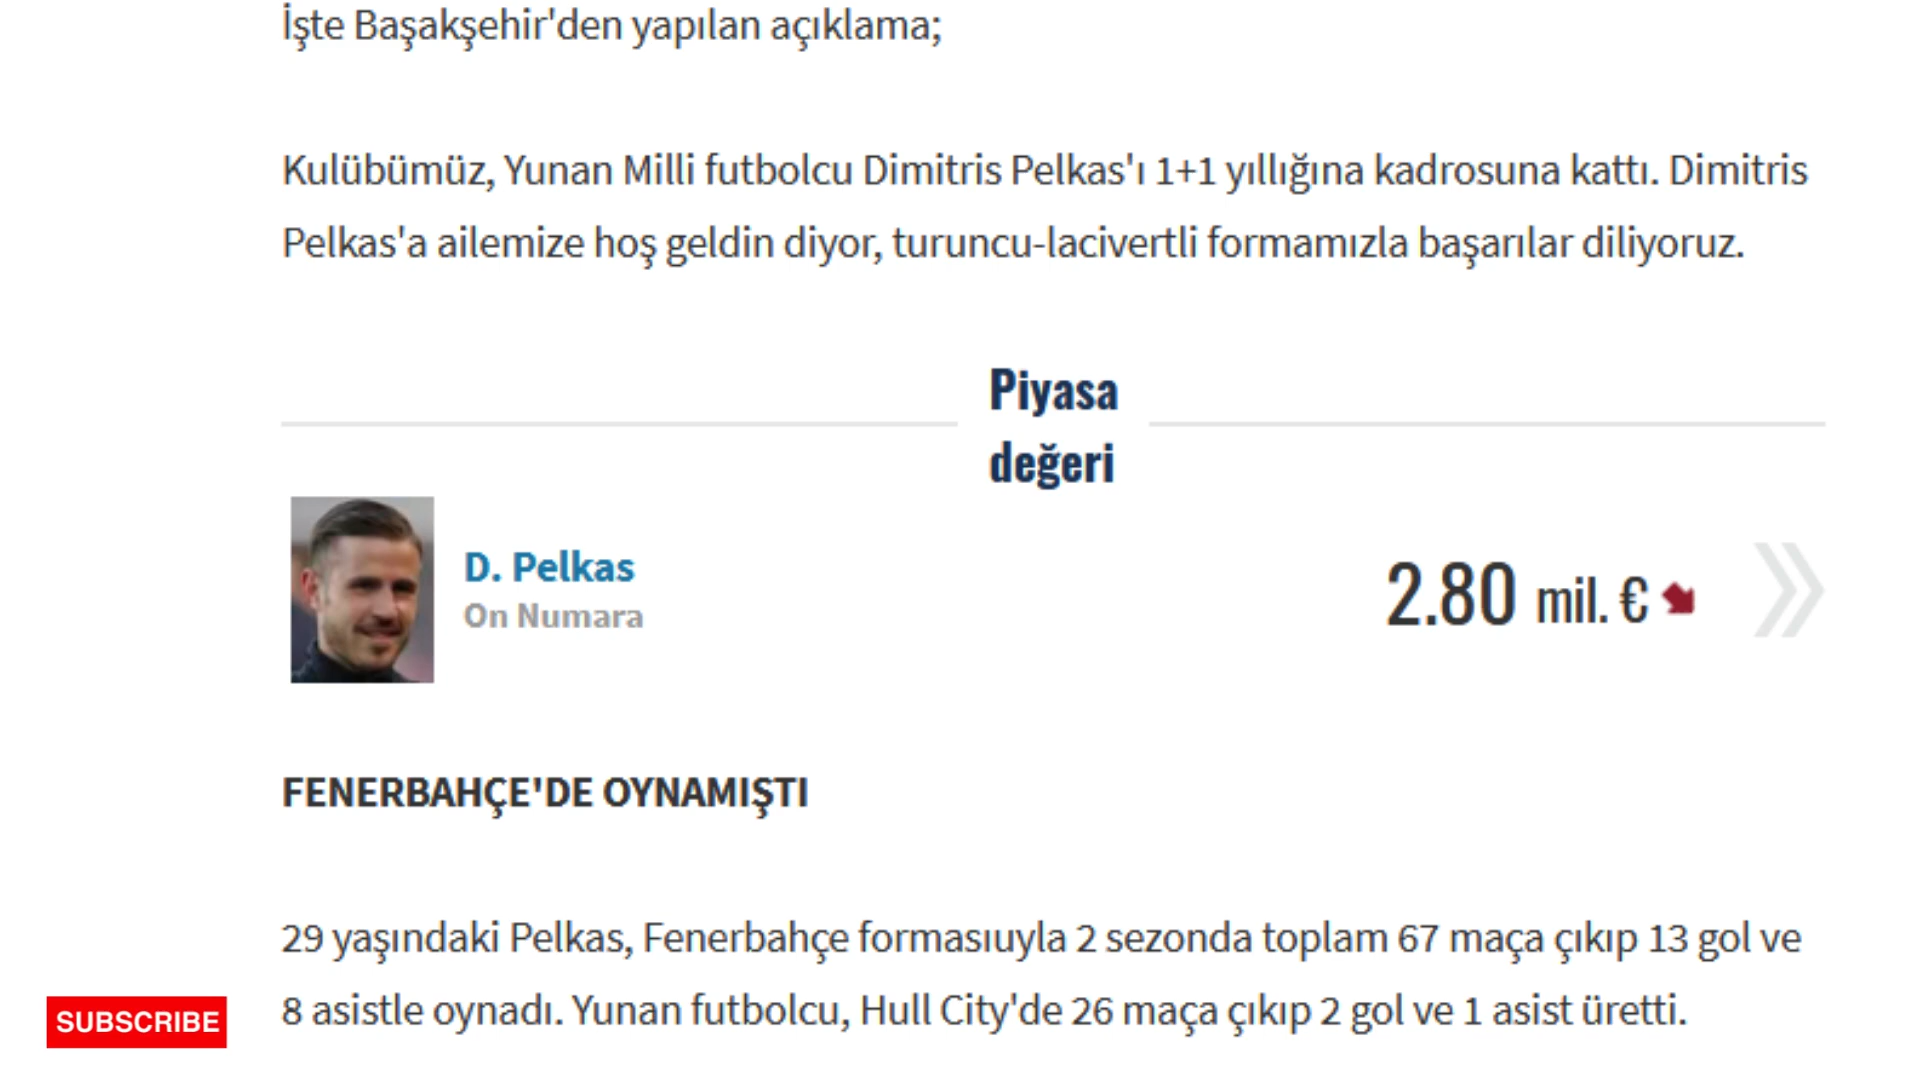 İşte Başakşehir'den yapılan açıklama;
Kulübümüz, Yunan Milli futbolcu Dimitris Pelkas'ı 1+1 yıllığına kadrosuna kattı. Dimitris
Pelkas'a ailemize hoş geldin diyor, turuncu-lacivertli formamızla başarılar diliyoruz.
Piyasa
değeri
D. Pelkas
On Numara
2.80 mil. €
FENERBAHÇE'DE OYNAMIŞTI
29 yaşındaki Pelkas, Fenerbahçe formasıuyla 2 sezonda toplam 67 maça çıkıp 13 gol ve
8 asistle oynadı. Yunan futbolcu, Hull City'de 26 maça çıkıp 2 gol ve 1 asist üretti.
SUBSCRIBE